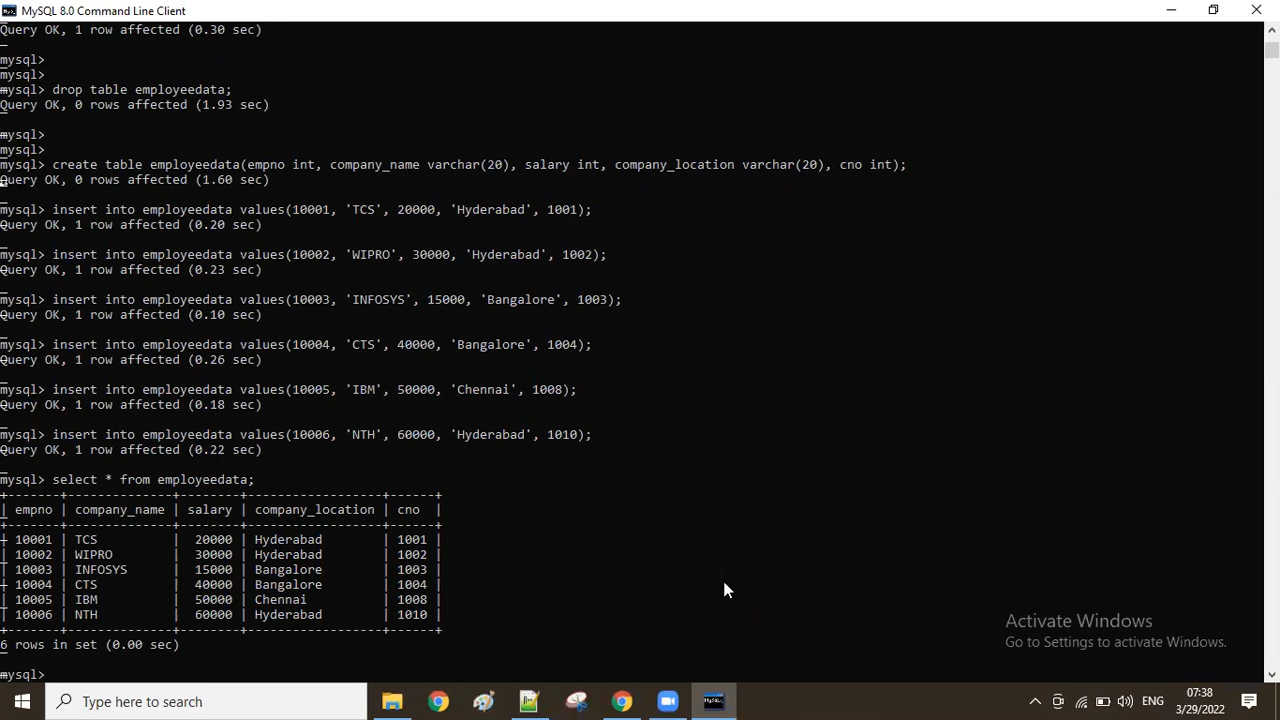 MySQL 8.0 Command Line Client
Query OK, 1 row affected (0.30 sec)
mysql>
mysql>
mysql> drop table employeedata;
Query OK, 0 rows affected (1.93 sec)
mysql>
mysql>
mysql> create table employeedata(empno int, company_name varchar(20), salary int, company_location varchar(20), cno int);
Query OK, 0 rows affected (1.60 sec)
mysql> insert into employeedata values(10001, 'TCS', 20000, 'Hyderabad', 1001);
Query OK, 1 row affected (0.20 sec)
mysql> insert into employeedata values(10002, 'WIPRO', 30000, 'Hyderabad', 1002);
Query OK, 1 row affected (0.23 sec)
mysql> insert into employeedata values(10003, 'INFOSYS', 15000, 'Bangalore', 1003);
Query OK, 1 row affected (0.10 sec)
mysql> insert into employeedata values(10004, 'CTS', 40000, 'Bangalore', 1004);
Query OK, 1 row affected (0.26 sec)
mysql> insert into employeedata values(10005, 'IBM', 50000, 'Chennai', 1008);
Query OK, 1 row affected (0.18 sec)
mysql> insert into employeedata values(10006, 'NTH', 60000, 'Hyderabad', 1010);
Query OK, 1 row affected (0.22 sec)
mysql> select * from employeedata;
+-------+--------------+--------+------------------+------+
| empno | company_name | salary | company_location | cno  |
+-------+--------------+--------+------------------+------+
| 10001 | TCS          |  20000 | Hyderabad        | 1001 |
| 10002 | WIPRO        |  30000 | Hyderabad        | 1002 |
| 10003 | INFOSYS      |  15000 | Bangalore        | 1003 |
| 10004 | CTS          |  40000 | Bangalore        | 1004 |
| 10005 | IBM          |  50000 | Chennai          | 1008 |
| 10006 | NTH          |  60000 | Hyderabad        | 1010 |
+-------+--------------+--------+------------------+------+
6 rows in set (0.00 sec)
mysql>
Activate Windows
Go to Settings to activate Windows.
Type here to search
ENG
07:38
3/29/2022